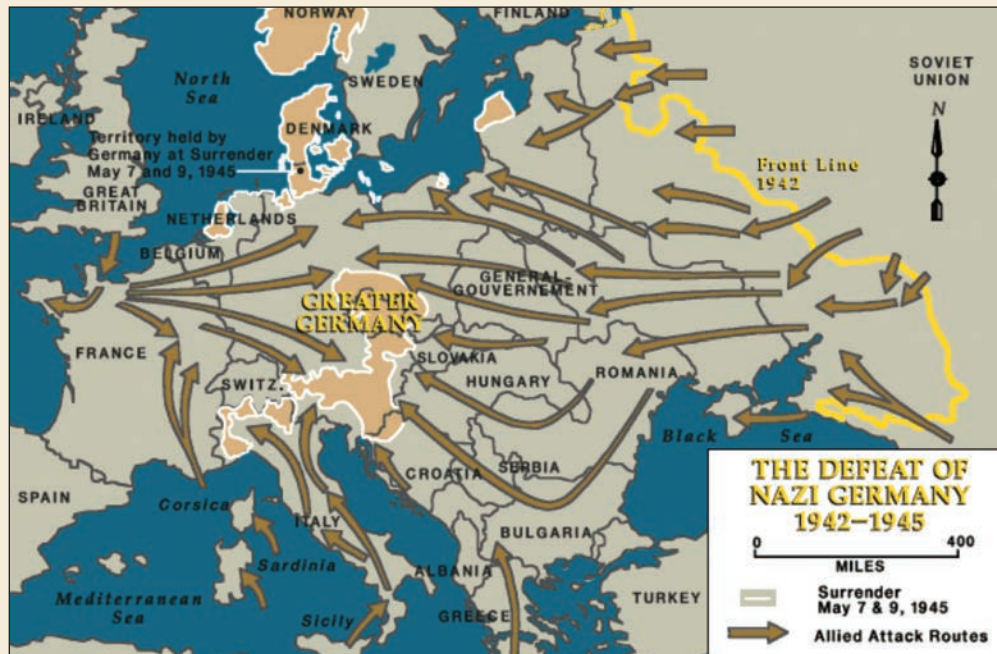 NORWAY
FINLAND
North
Sea
SWEDEN
SOVIET
UNION
N
IRELAND
DENMARK
Territory held by
Germany at Surrender
May 7 and 9, 1945
Front Line
1942
GREAT
BRITAIN
NETHERLANDS
BELGIUM
GENERAL-
GOUVERNEMENT
GREATER
GERMANY
FRANCE
SLOVAKIA
SWITZ.
HUNGARY
ROMANIA
Black Sea
CROATIA
SERBIA
SPAIN
Corsica
ITALY
BULGARIA
Sardinia
ALBANIA
Mediterranean
Sea
Sicily
GREECE
TURKEY
THE DEFEAT OF
NAZI GERMANY
1942–1945
0 400
MILES
Surrender
May 7 & 9, 1945
Allied Attack Routes